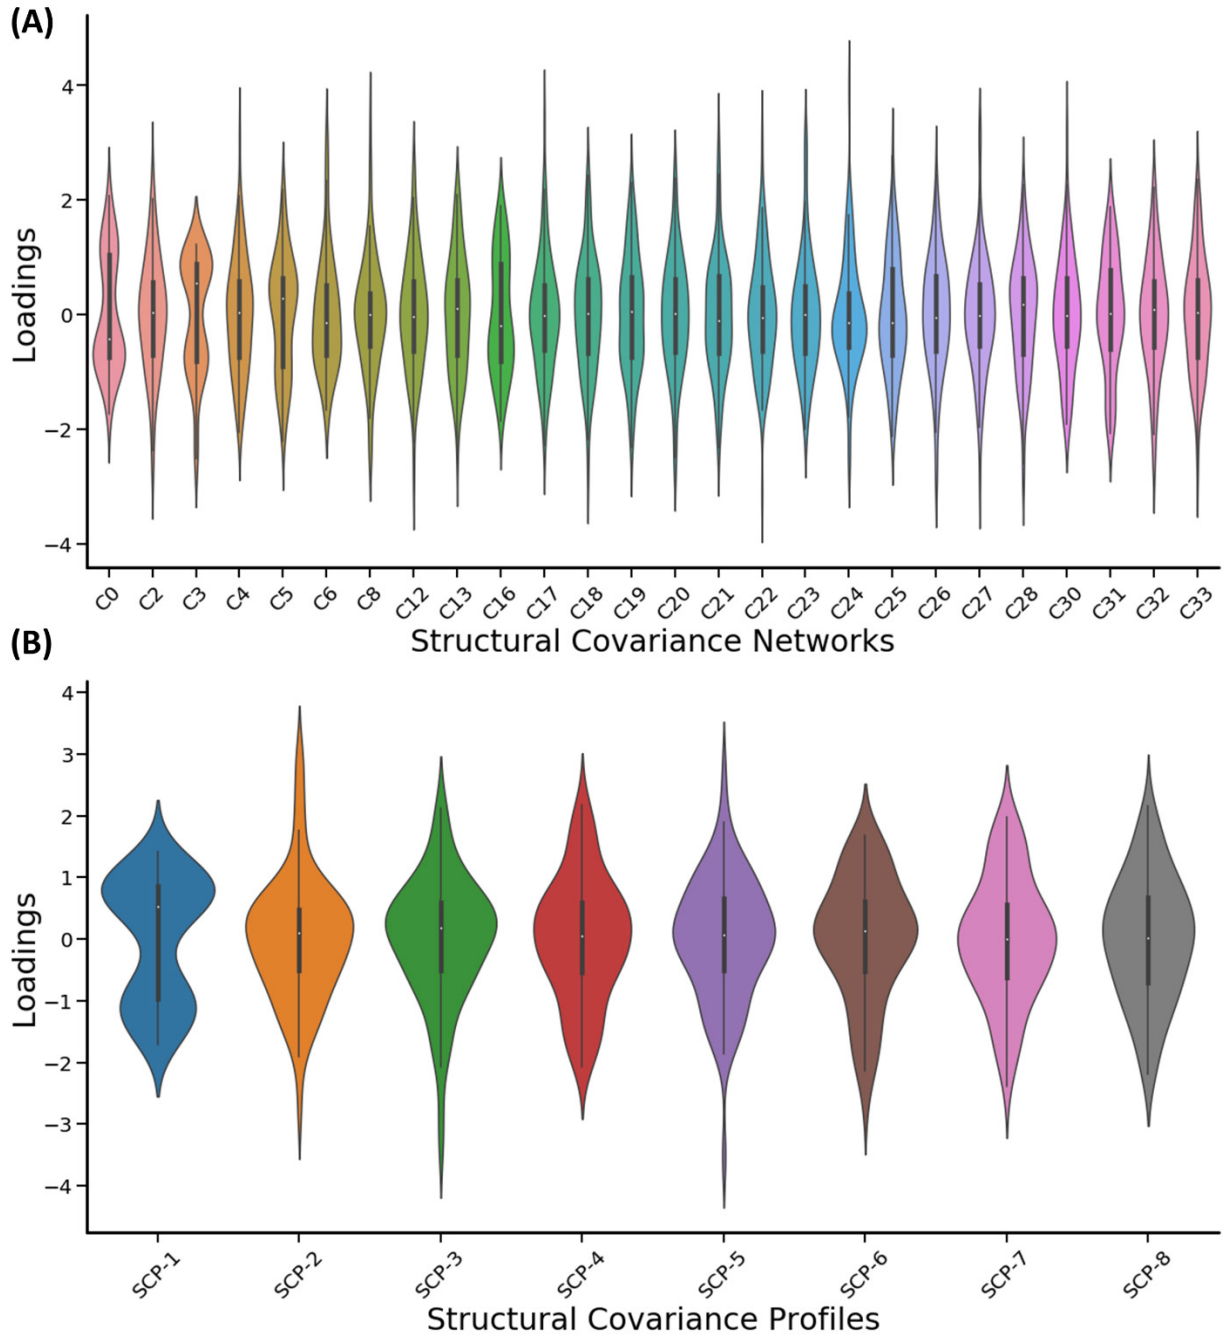 (A)
Loadings
4
2
0
−2
−4
C0 C2 C3 C4 C5 C6 C8 C12 C13 C16 C17 C18 C19 C20 C21 C22 C23 C24 C25 C26 C27 C28 C30 C31 C32 C33
Structural Covariance Networks
(B)
Loadings
4
3
2
1
0
−1
−2
−3
−4
SCP-1 SCP-2 SCP-3 SCP-4 SCP-5 SCP-6 SCP-7 SCP-8
Structural Covariance Profiles